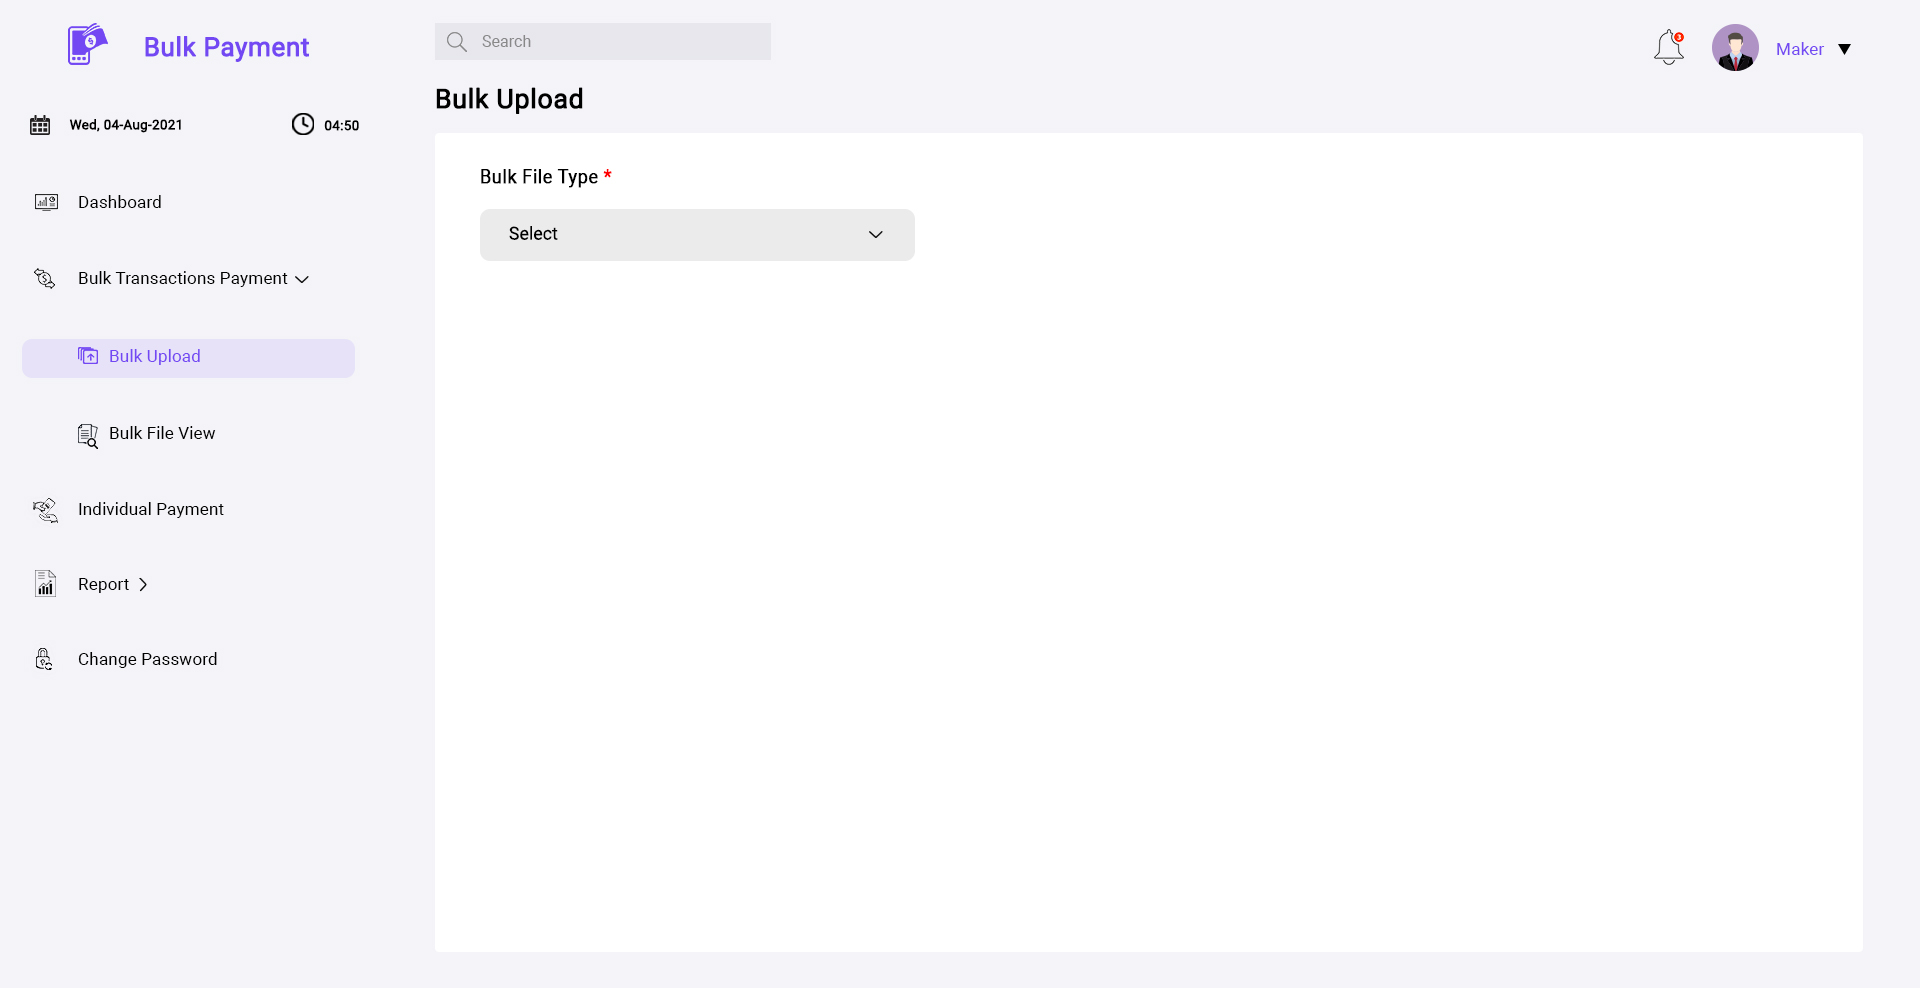 Bulk Payment
Search
3
Maker
Bulk Upload
Wed, 04-Aug-2021
04:50
Bulk File Type *
Select
Dashboard
Bulk Transactions Payment
Bulk Upload
Bulk File View
Individual Payment
Report
Change Password